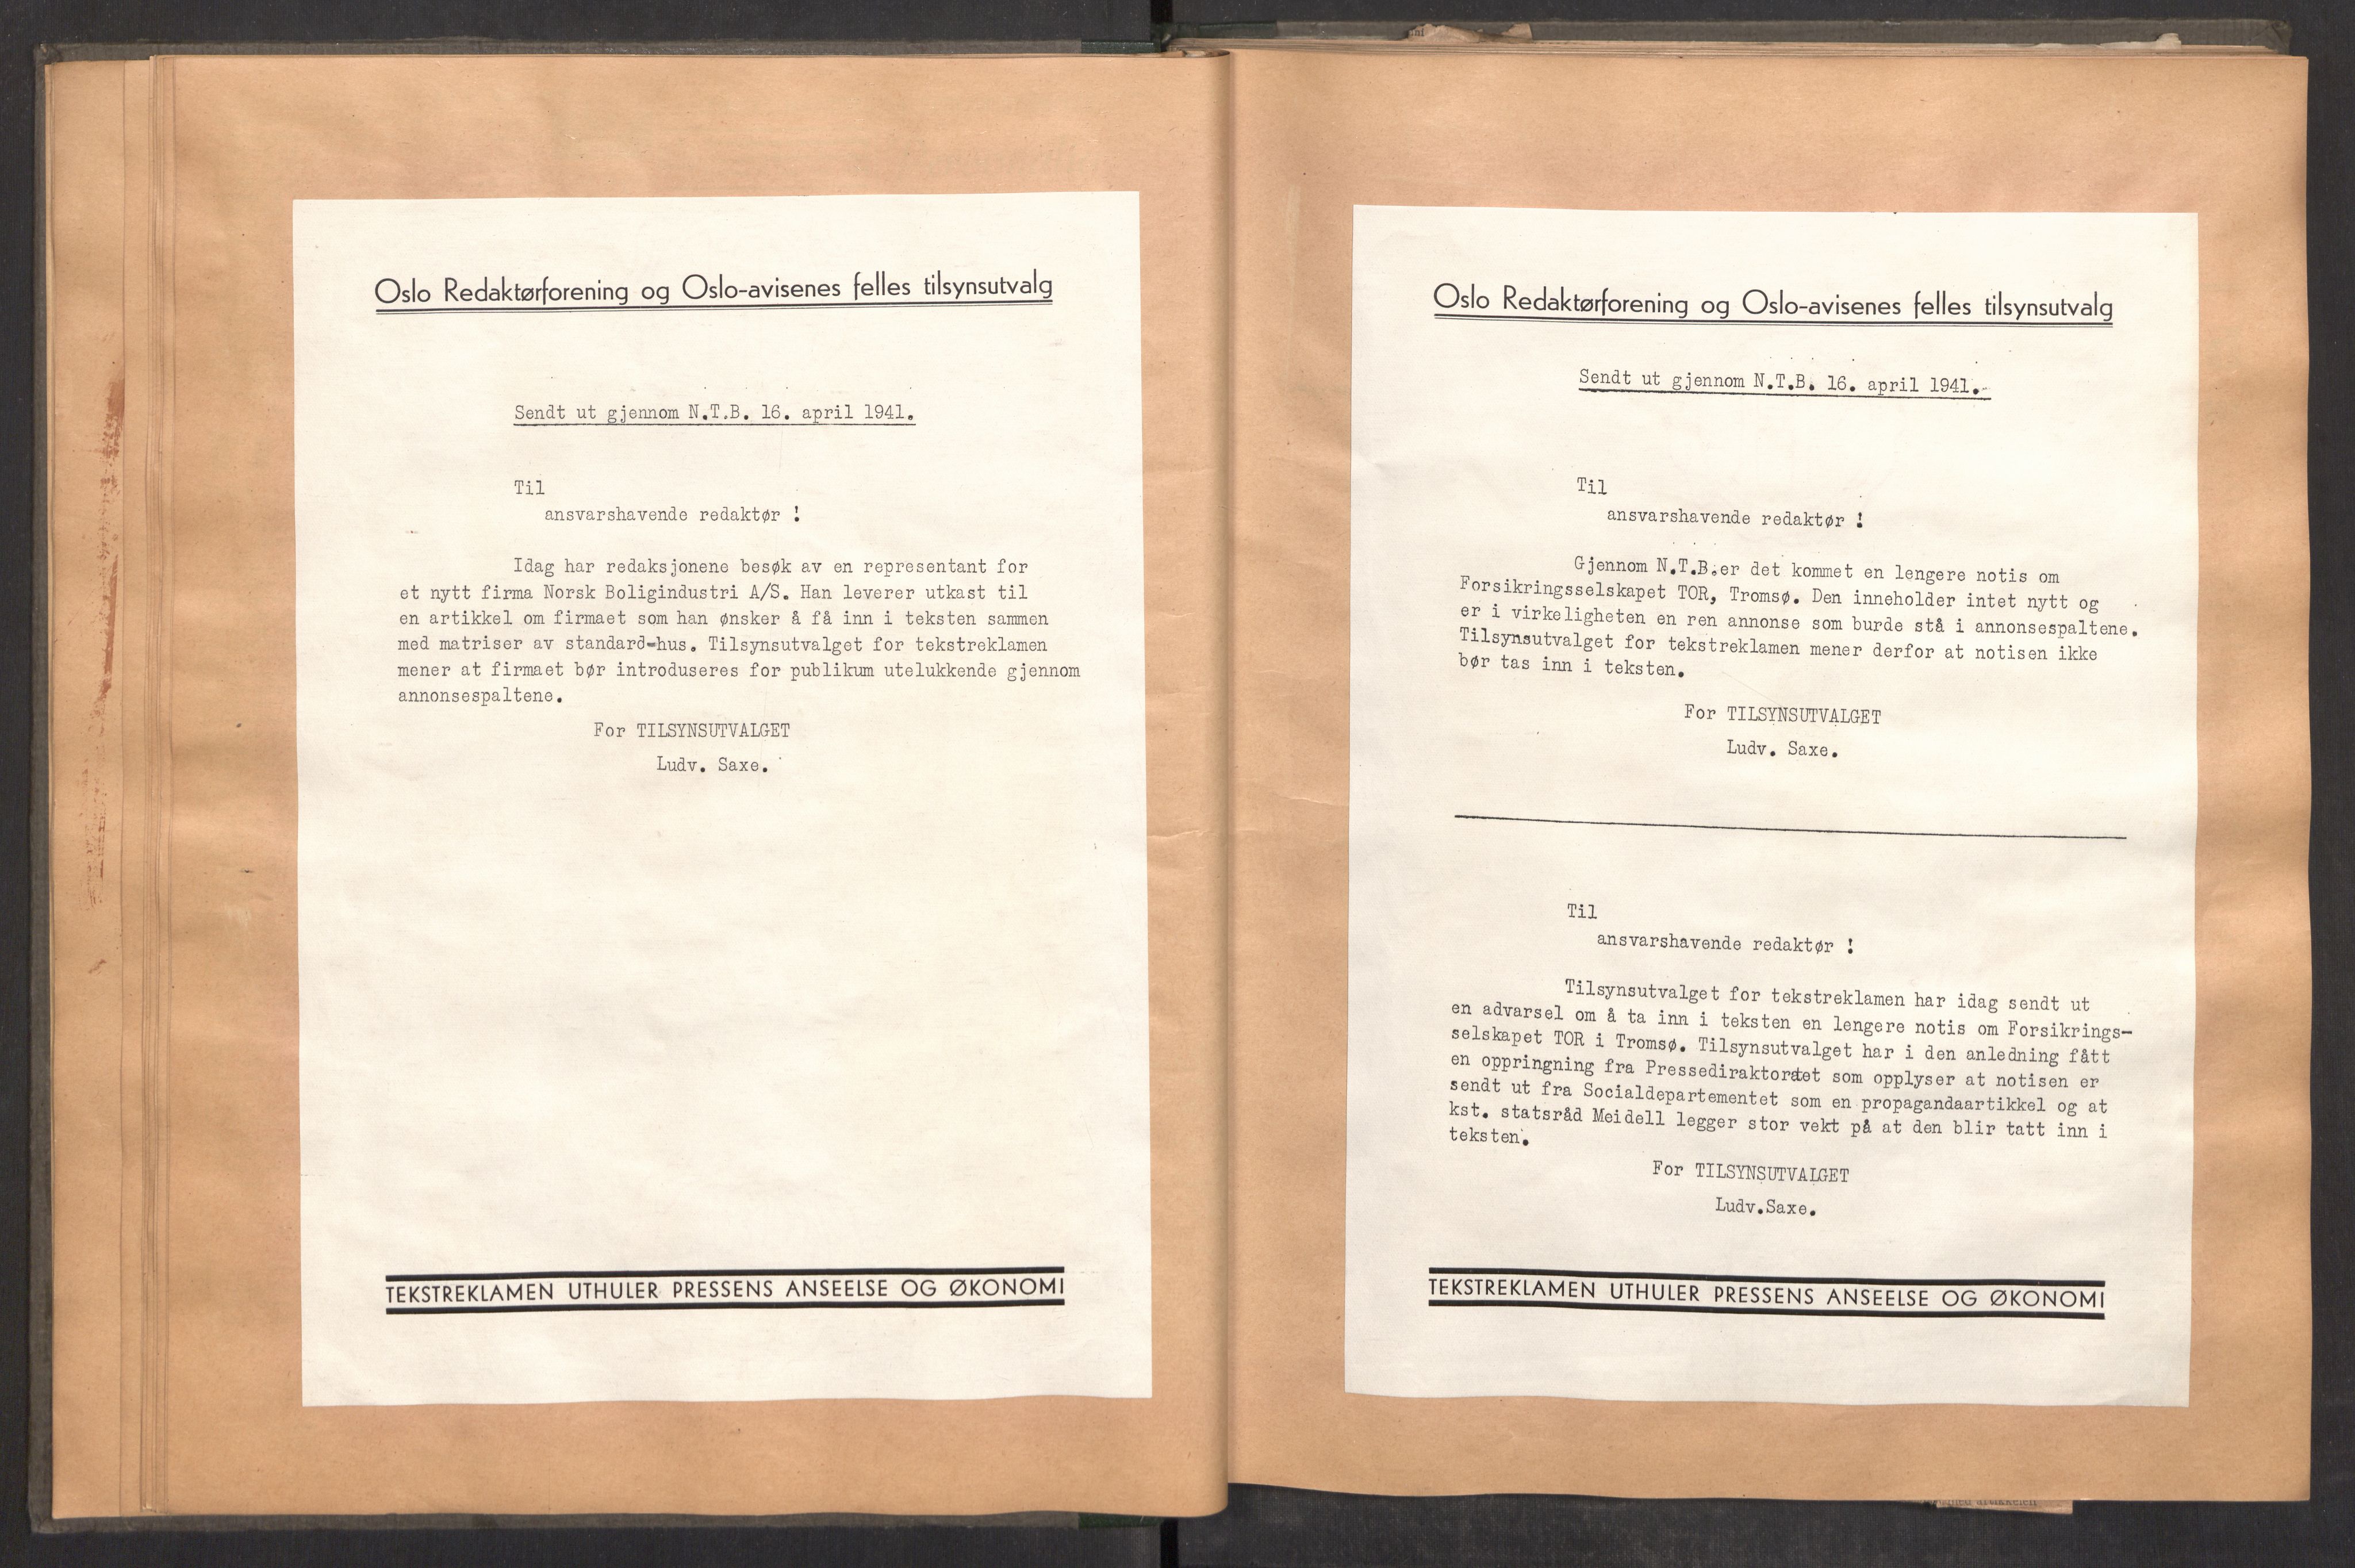 Oslo Redaktørforening og Oslo-avisenes felles tilsynsutvalg
Sendt ut gjennom N.T.B. 16. april 1941.
Til
ansvarshavende redaktør !
Idag har redaksjonene besøk av en representant for
et nytt firma Norsk Boligindustri A/S. Han leverer utkast til
en artikkel om firmaet som han ønsker å få inn i teksten sammen
med matriser av standard-hus. Tilsynsutvalget for tekstreklamen
mener at firmaet bør introduseres for publikum utelukkende gjennom
annonsespaltene.
For TILSYNSUTVALGET
Ludv. Saxe.
TEKSTREKLAMEN UTHULER PRESSENS ANSEELSE OG ØKONOMI
Oslo Redaktørforening og Oslo-avisenes felles tilsynsutvalg
Sendt ut gjennom N.T.B. 16. april 1941.
Til
ansvarshavende redaktør !
Gjennom N.T.B.er det kommet en lengere notis om
Forsikringsselskapet TOR, Tromsø. Den inneholder intet nytt og
er i virkeligheten en ren annonse som burde stå i annonsespaltene.
Tilsynsutvalget for tekstreklamen mener derfor at notisen ikke
bør tas inn i teksten.
For TILSYNSUTVALGET
Ludv. Saxe.
Til
ansvarshavende redaktør !
Tilsynsutvalget for tekstreklamen har idag sendt ut
en advarsel om å ta inn i teksten en lengere notis om Forsikrings-
selskapet TOR i Tromsø. Tilsynsutvalget har i den anledning fått
en oppringning fra Pressediraktoratet som opplyser at notisen er
sendt ut fra Socialdepartementet som en propagandaartikkel og at
kst. statsråd Meidell legger stor vekt på at den blir tatt inn i
teksten.
For TILSYNSUTVALGET
Ludv.Saxe.
TEKSTREKLAMEN UTHULER PRESSENS ANSEELSE OG ØKONOMI